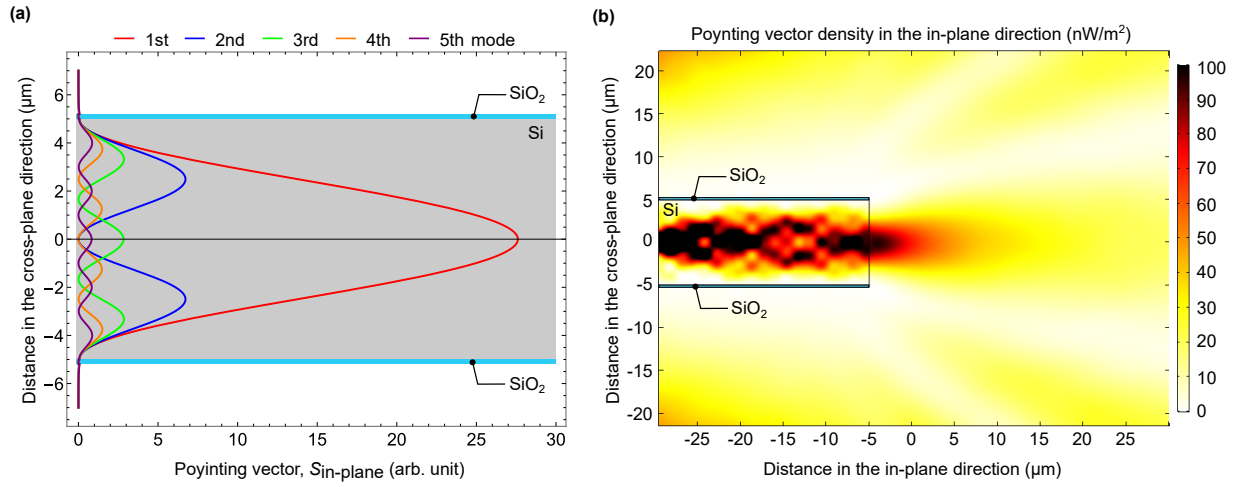 (a)
1st 2nd 3rd 4th 5th mode
SiO2
Si
SiO2
6
4
2
0
-2
-4
-6
Distance in the cross-plane direction (μm)
0 5 10 15 20 25 30
Poyinting vector, Sin-plane (arb. unit)
(b)
Poynting vector density in the in-plane direction (nW/m²)
SiO2
Si
SiO2
20
15
10
5
0
-5
-10
-15
-20
Distance in the cross-plane direction (μm)
-25 -20 -15 -10 -5 0 5 10 15 20 25
Distance in the in-plane direction (μm)
100
90
80
70
60
50
40
30
20
10
0